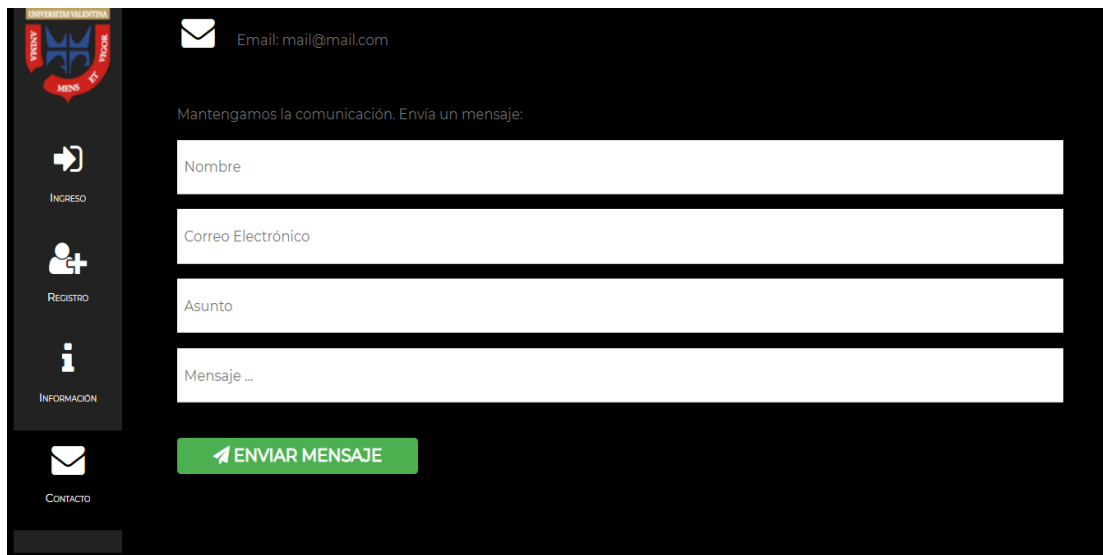 UNIVERSITAS VALENTINA
ANIMA
VIGOR
MENS ET
Email: mail@mail.com
Mantengamos la comunicación. Envía un mensaje:
Nombre
Correo Electrónico
Asunto
Mensaje ...
ENVIAR MENSAJE
Ingreso
Registro
Información
Contacto